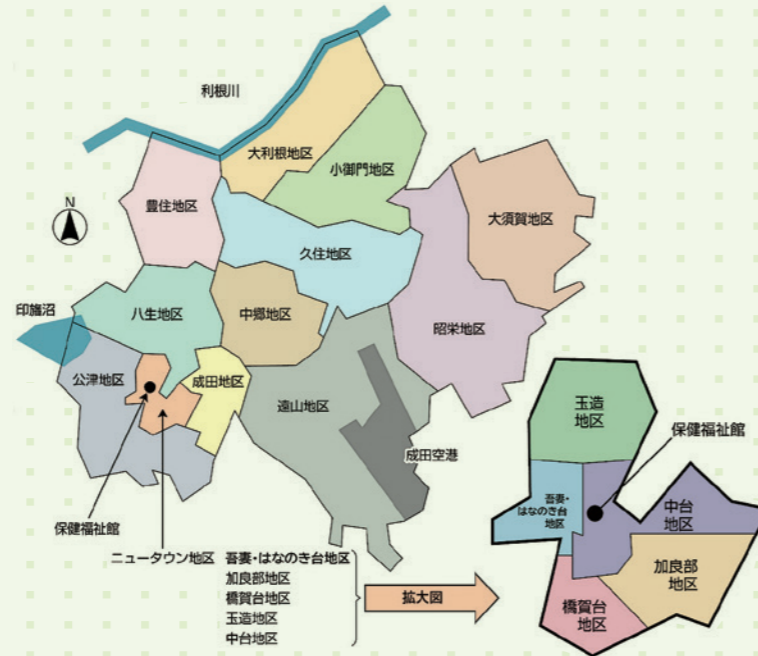 利根川
大利根地区
小御門地区
豊住地区
大須賀地区
N
久住地区
印旛沼
八生地区
中郷地区
昭栄地区
公津地区
成田地区
遠山地区
成田空港
保健福祉館
ニュータウン地区
吾妻・はなのき台地区
加良部地区
橋賀台地区
玉造地区
中台地区
拡大図
玉造
地区
保健福祉館
吾妻・
はなのき台
地区
中台
地区
加良部
地区
橋賀台
地区